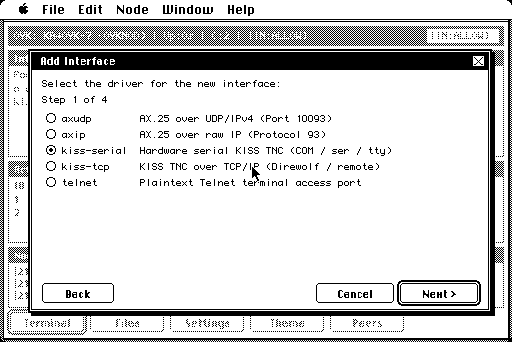 File Edit Node Window Help
[IN:ALLOW]
Add Interface
Select the driver for the new interface:
Step 1 of 4
axudp AX.25 over UDP/IPv4 (Port 10093)
axip AX.25 over raw IP (Protocol 93)
kiss-serial Hardware serial KISS TNC (COM / ser / tty)
kiss-tcp KISS TNC over TCP/IP (Direwolf / remote)
telnet Plaintext Telnet terminal access port
Back Cancel Next >
Terminal Files Settings Theme Peers